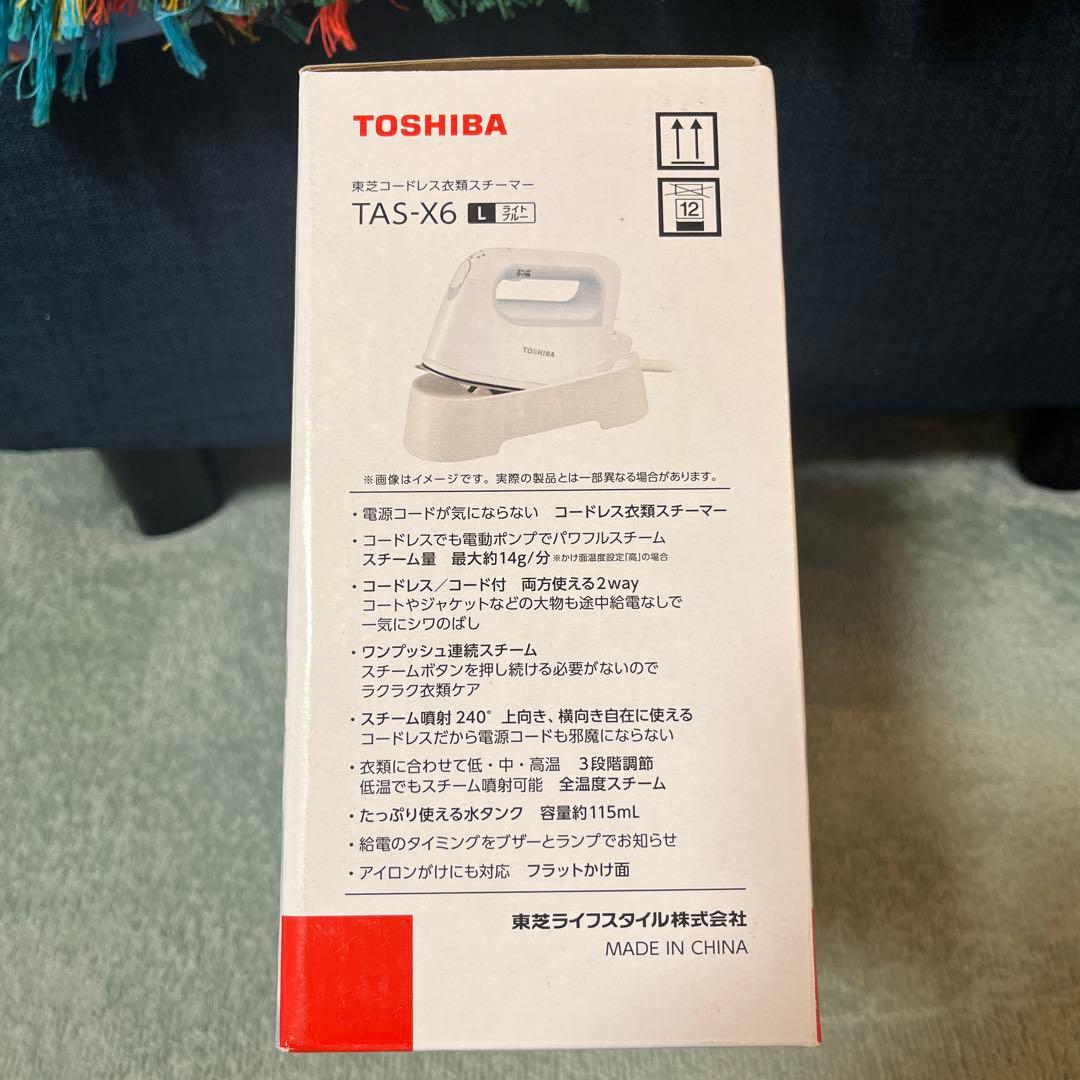 TOSHIBA
東芝コードレス衣類スチーマー
TAS-X6 L ライトブルー
12
TOSHIBA
※画像はイメージです。実際の製品とは一部異なる場合があります。
・電源コードが気にならない コードレス衣類スチーマー
・コードレスでも電動ポンプでパワフルスチーム
スチーム量 最大約14g/分 ※かけ面温度設定「高」の場合
・コードレス／コード付 両方使える2way
コートやジャケットなどの大物も途中給電なしで
一気にシワのばし
・ワンプッシュ連続スチーム
スチームボタンを押し続ける必要がないので
ラクラク衣類ケア
・スチーム噴射 240° 上向き、横向き自在に使える
コードレスだから電源コードも邪魔にならない
・衣類に合わせて低・中・高温 3段階調節
低温でもスチーム噴射可能 全温度スチーム
・たっぷり使える水タンク 容量約115mL
・給電のタイミングをブザーとランプでお知らせ
・アイロンがけにも対応 フラットかけ面
東芝ライフスタイル株式会社
MADE IN CHINA